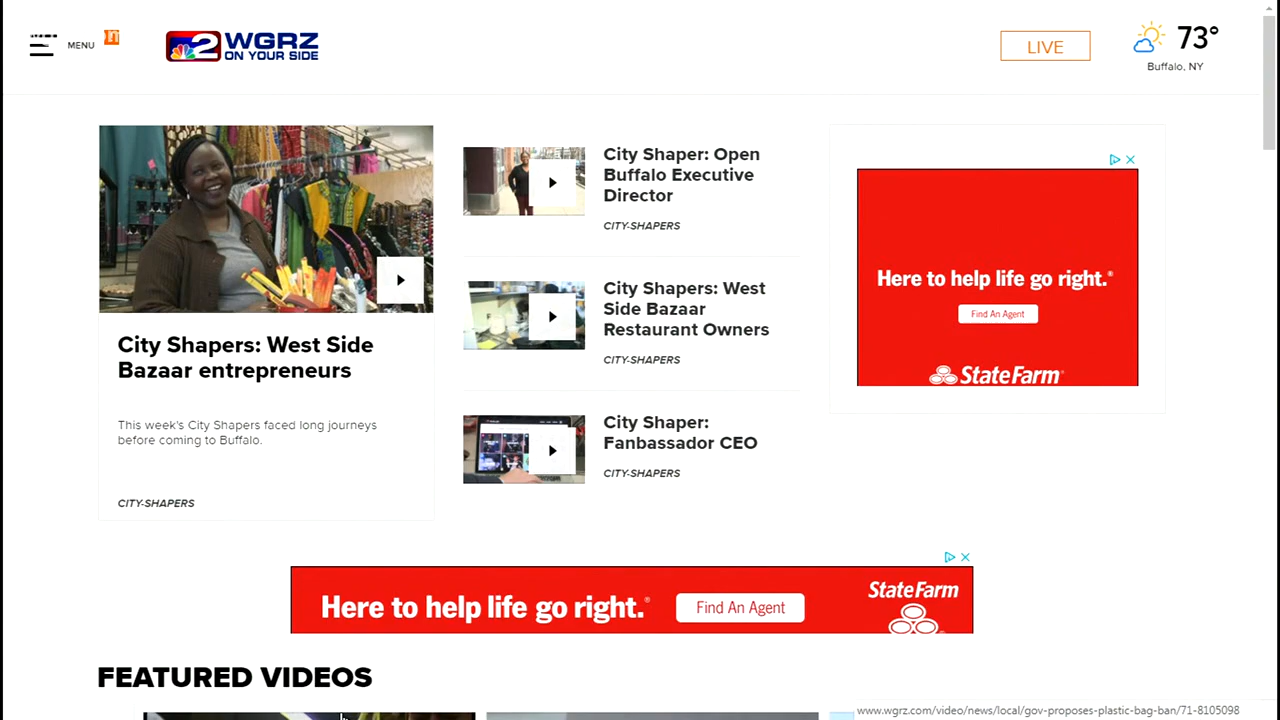 MENU
2 WGRZ
ON YOUR SIDE
LIVE
73°
Buffalo, NY
City Shapers: West Side
Bazaar entrepreneurs
This week's City Shapers faced long journeys
before coming to Buffalo.
CITY-SHAPERS
City Shaper: Open
Buffalo Executive
Director
CITY-SHAPERS
City Shapers: West
Side Bazaar
Restaurant Owners
CITY-SHAPERS
City Shaper:
Fanbassador CEO
CITY-SHAPERS
Here to help life go right.®
Find An Agent
StateFarm®
Here to help life go right.®
Find An Agent
StateFarm
FEATURED VIDEOS
www.wgrz.com/video/news/local/gov-proposes-plastic-bag-ban/71-8105098